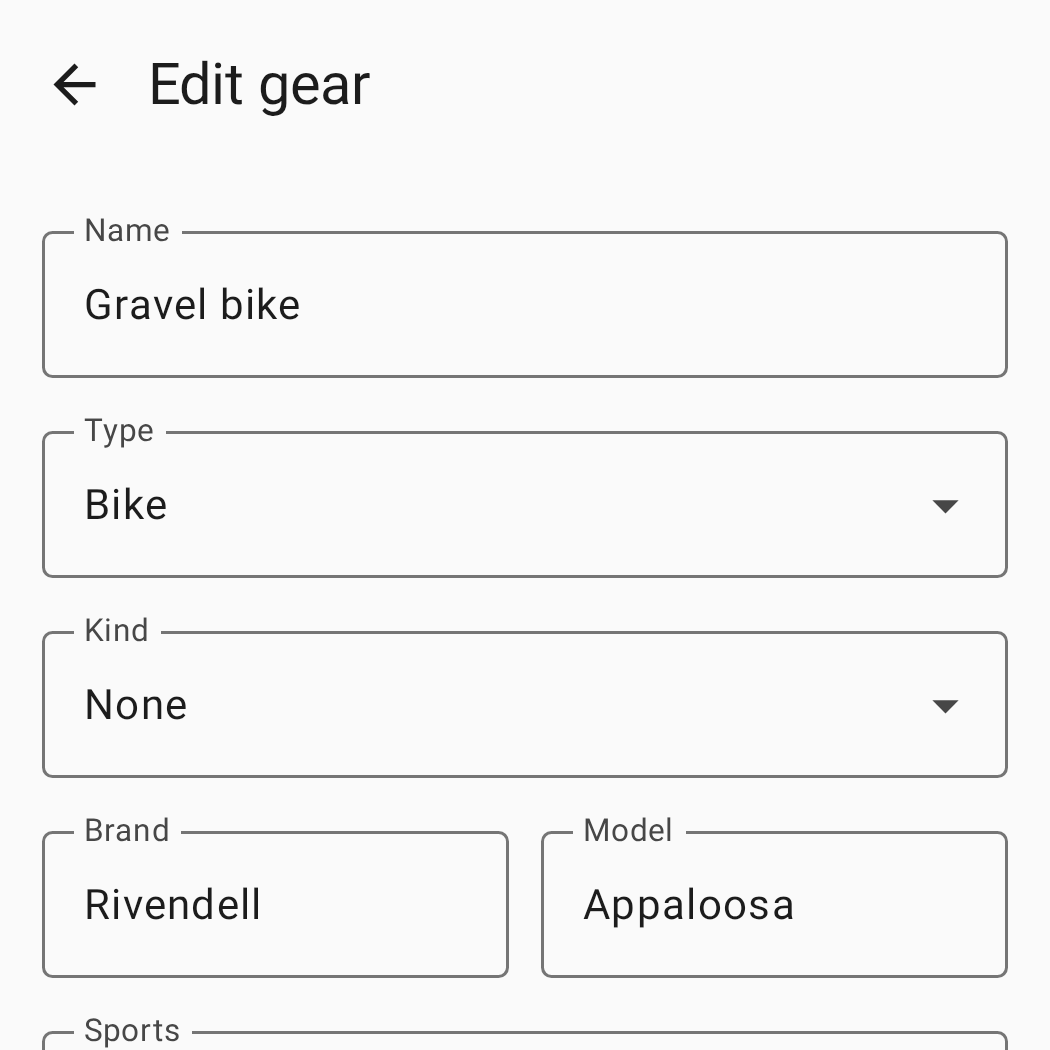 Edit gear
Name
Gravel bike
Type
Bike
Kind
None
Brand
Model
Rivendell
Appaloosa
Sports